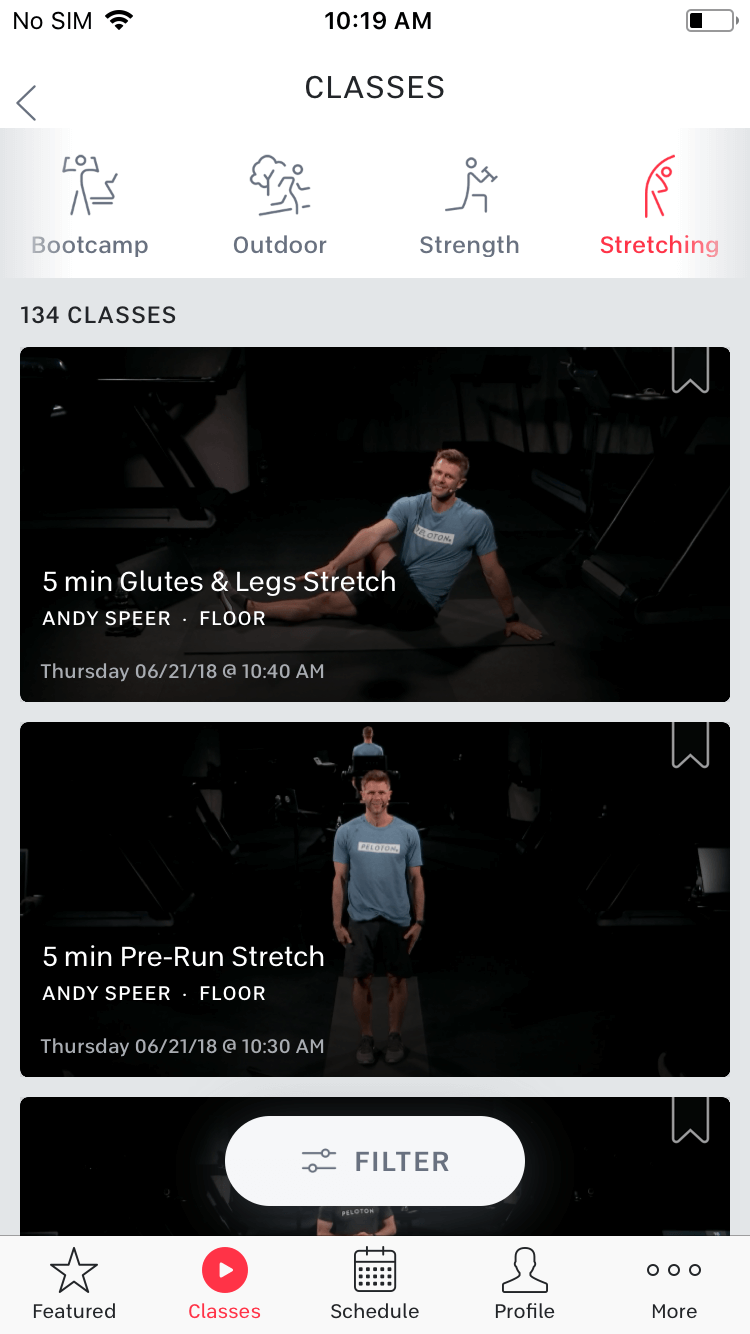 No SIM 10:19 AM
CLASSES
Bootcamp Outdoor Strength Stretching
134 CLASSES
PELOTON
5 min Glutes & Legs Stretch
ANDY SPEER · FLOOR
Thursday 06/21/18 @ 10:40 AM
PELOTON
5 min Pre-Run Stretch
ANDY SPEER · FLOOR
Thursday 06/21/18 @ 10:30 AM
FILTER
PELOTON
Featured Classes Schedule Profile More